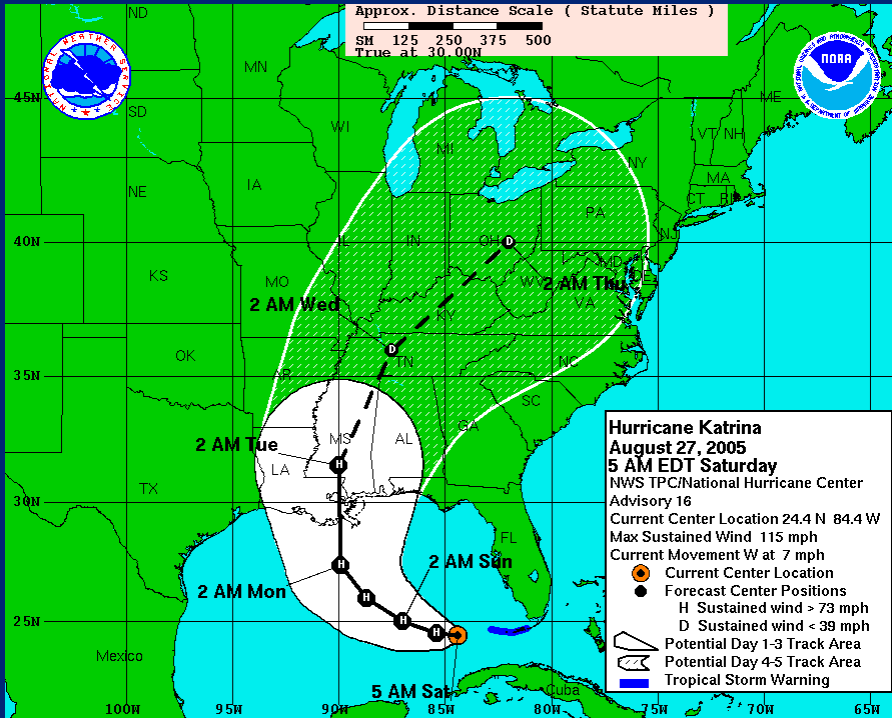 Approx. Distance Scale ( Statute Miles )
SM 125 250 375 500
True at 30.00N
ND
MN
ME
NATIONAL WEATHER SERVICE
NOAA
45N
SD
WI
VT NH
MI
NY
MA
NE
IA
CT RI
PA
40N
IL
IN
OH
D
NJ
MD
DE
KS
MO
WV
2 AM Thu
VA
2 AM Wed
KY
D
OK
TN
NC
35N
AR
SC
MS
AL
GA
2 AM Tue
H
LA
TX
30N
FL
H
2 AM Sun
2 AM Mon
H
H
H
25N
Mexico
5 AM Sat
Cuba
100W 95W 90W 85W 80W 75W 70W 65W
Hurricane Katrina
August 27, 2005
5 AM EDT Saturday
NWS TPC/National Hurricane Center
Advisory 16
Current Center Location 24.4 N 84.4 W
Max Sustained Wind 115 mph
Current Movement W at 7 mph
Current Center Location
Forecast Center Positions
H Sustained wind > 73 mph
D Sustained wind < 39 mph
Potential Day 1-3 Track Area
Potential Day 4-5 Track Area
Tropical Storm Warning